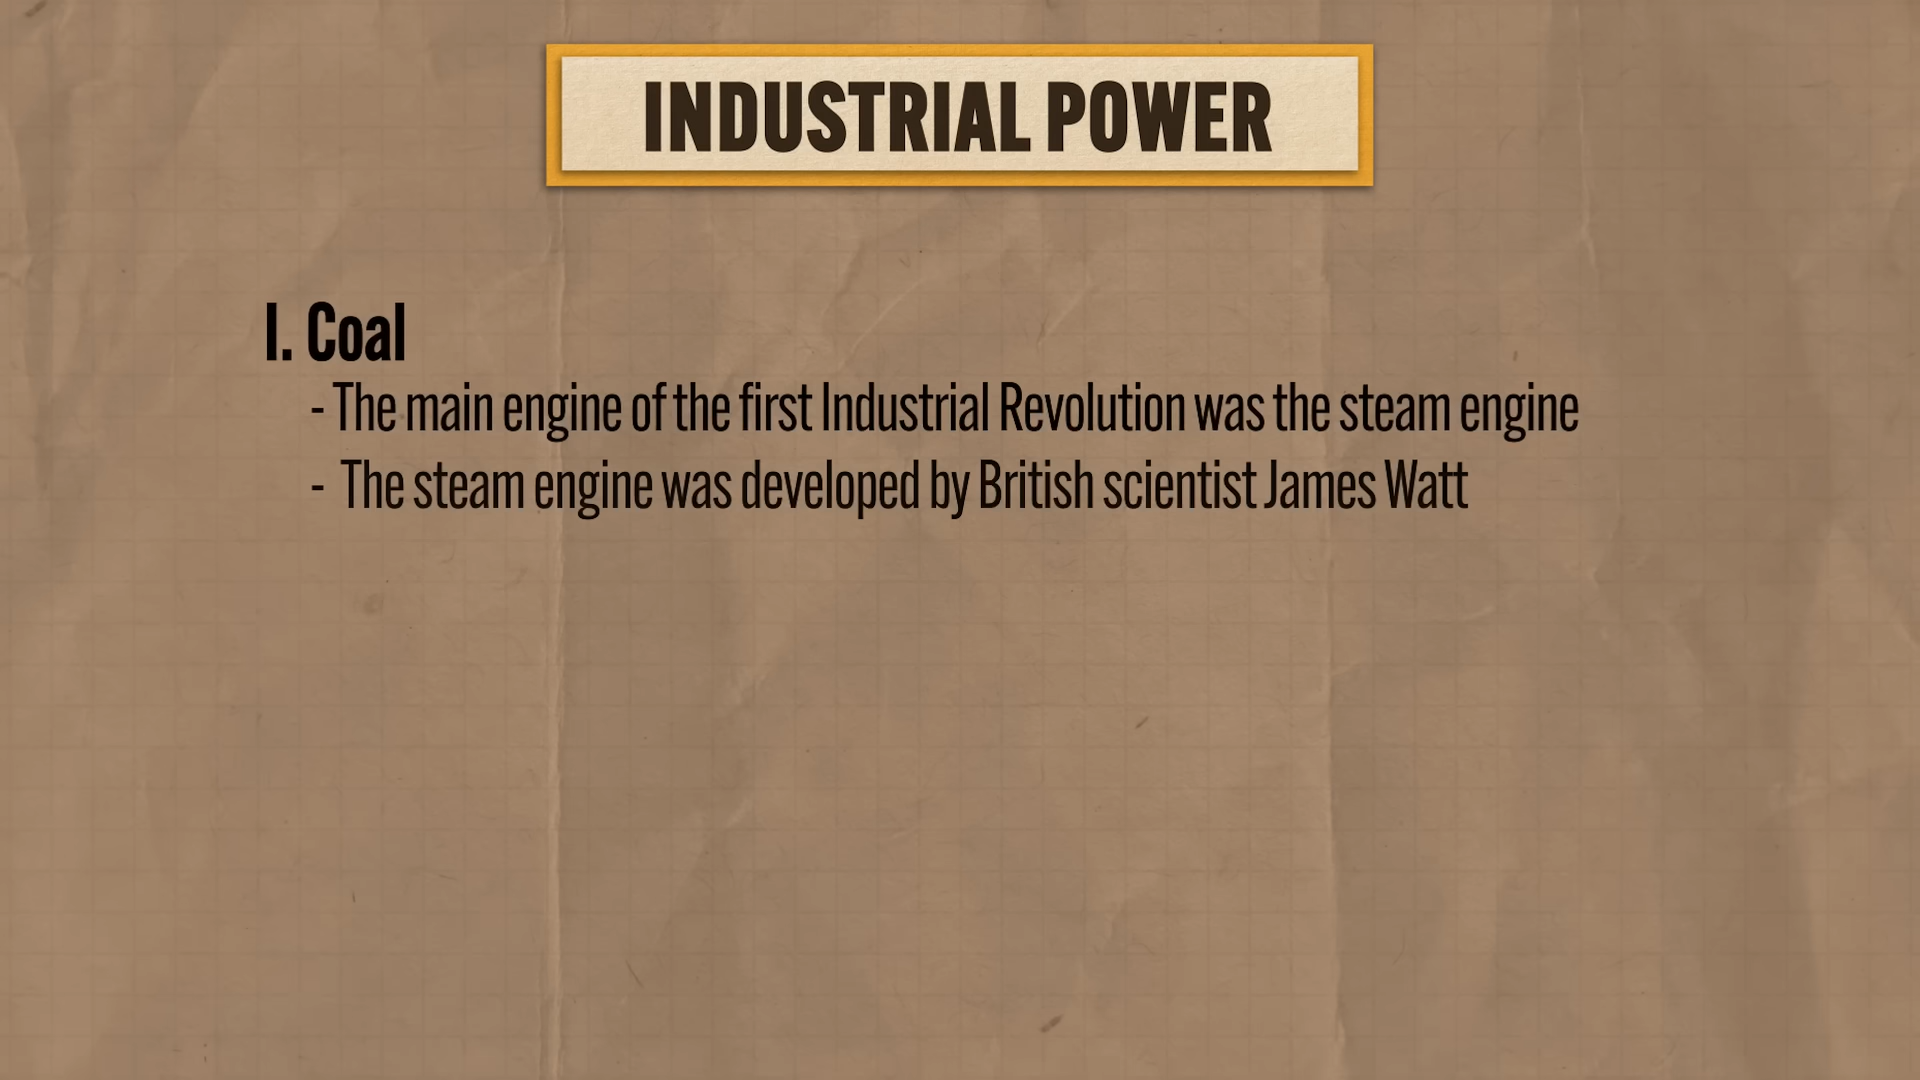 INDUSTRIAL POWER
I. Coal
- The main engine of the first Industrial Revolution was the steam engine
- The steam engine was developed by British scientist James Watt